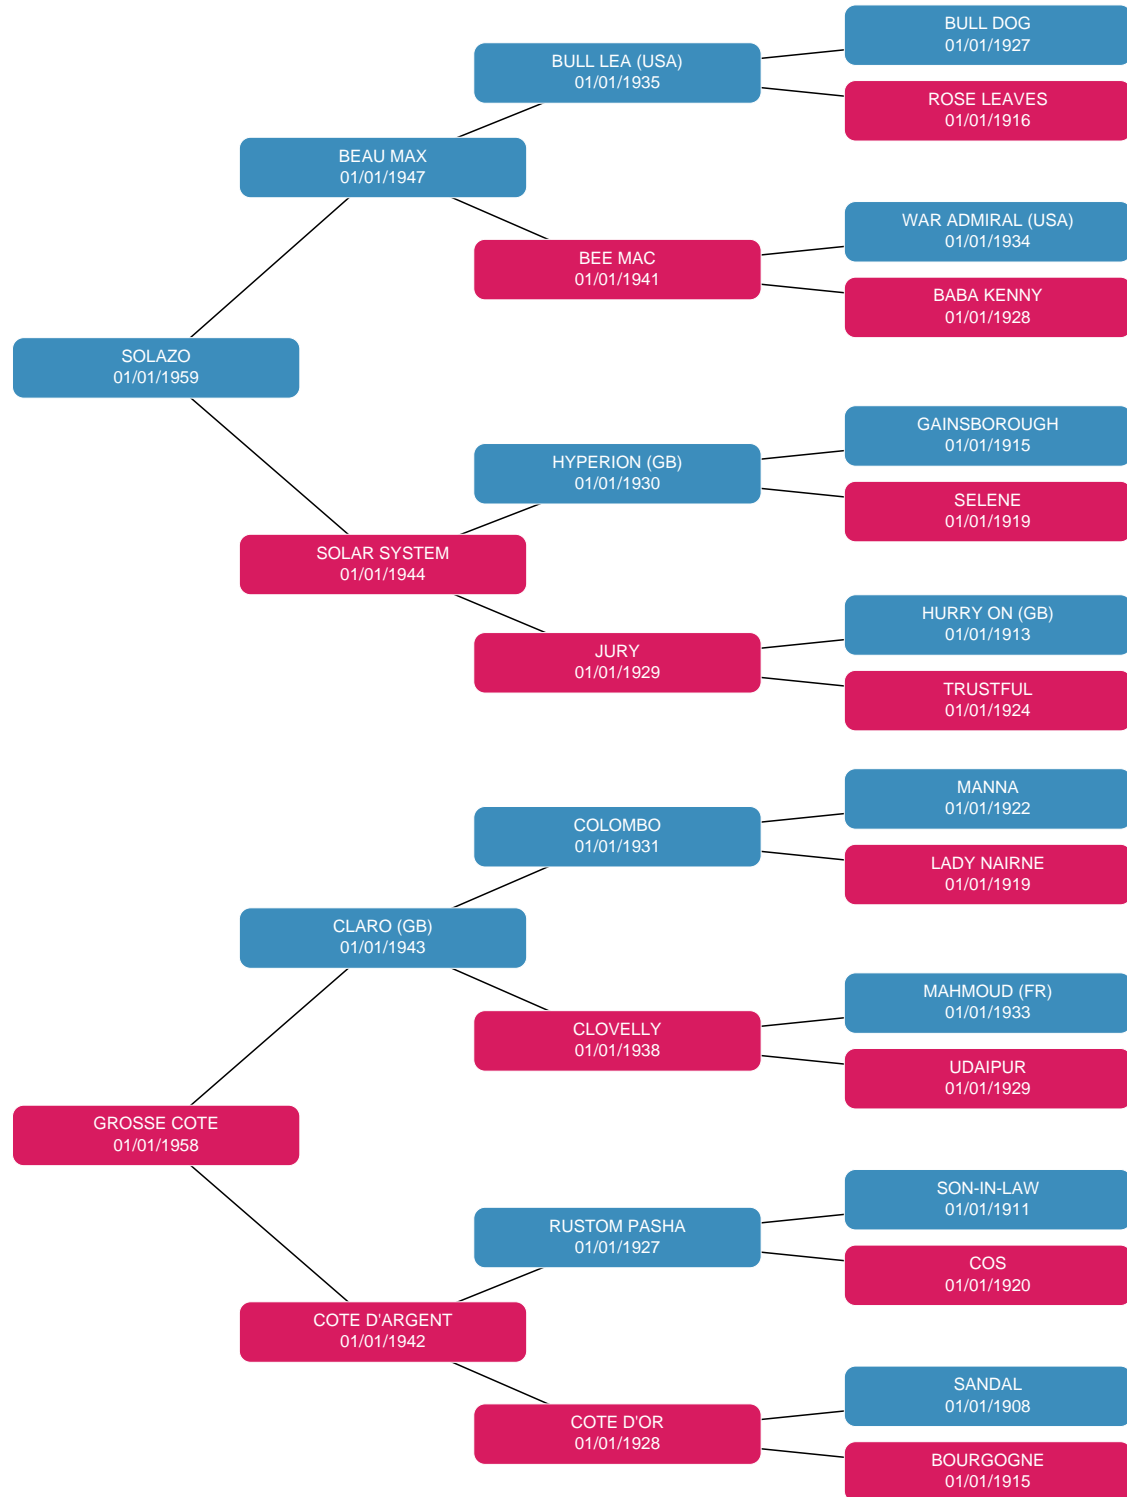 BULL DOG
01/01/1927
BULL LEA (USA)
01/01/1935
ROSE LEAVES
01/01/1916
BEAU MAX
01/01/1947
WAR ADMIRAL (USA)
01/01/1934
BEE MAC
01/01/1941
BABA KENNY
01/01/1928
SOLAZO
01/01/1959
GAINSBOROUGH
01/01/1915
HYPERION (GB)
01/01/1930
SELENE
01/01/1919
SOLAR SYSTEM
01/01/1944
HURRY ON (GB)
01/01/1913
JURY
01/01/1929
TRUSTFUL
01/01/1924
MANNA
01/01/1922
COLOMBO
01/01/1931
LADY NAIRNE
01/01/1919
CLARO (GB)
01/01/1943
MAHMOUD (FR)
01/01/1933
CLOVELLY
01/01/1938
UDAIPUR
01/01/1929
GROSSE COTE
01/01/1958
SON-IN-LAW
01/01/1911
RUSTOM PASHA
01/01/1927
COS
01/01/1920
COTE D'ARGENT
01/01/1942
SANDAL
01/01/1908
COTE D'OR
01/01/1928
BOURGOGNE
01/01/1915